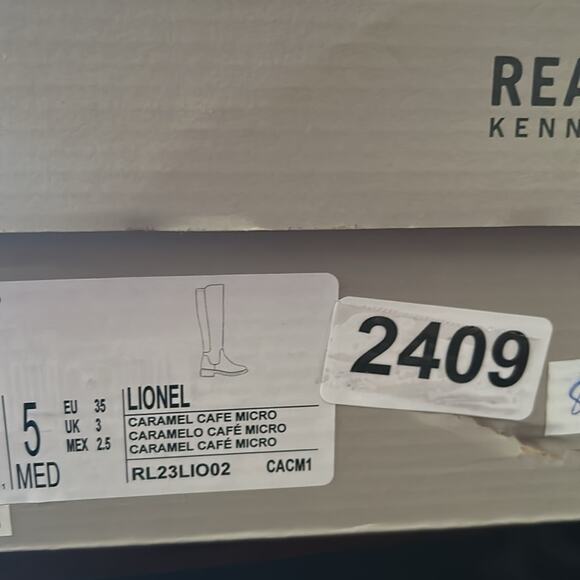 REA
KENN
2409
5
MED
EU 35
UK 3
MEX 2.5
LIONEL
CARAMEL CAFE MICRO
CARAMELO CAFÉ MICRO
CARAMEL CAFÉ MICRO
RL23LIO02 CACM1